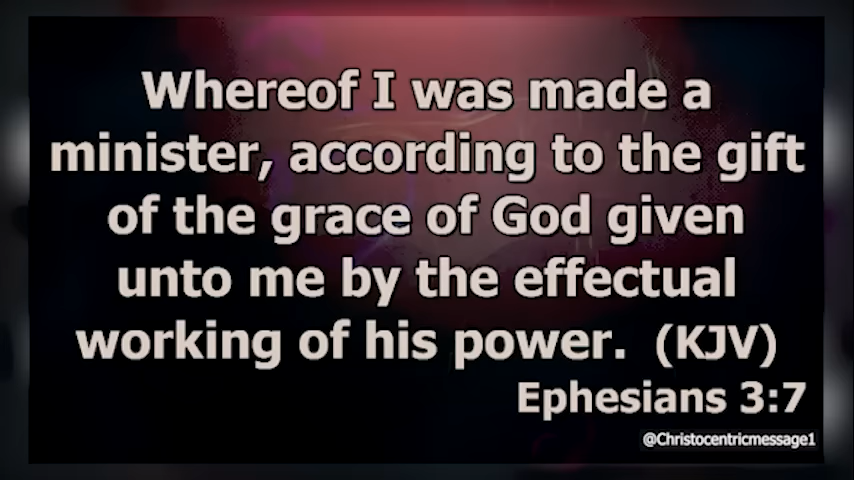 Whereof I was made a
minister, according to the gift
of the grace of God given
unto me by the effectual
working of his power. (KJV)
Ephesians 3:7
@Christocentricmessage1